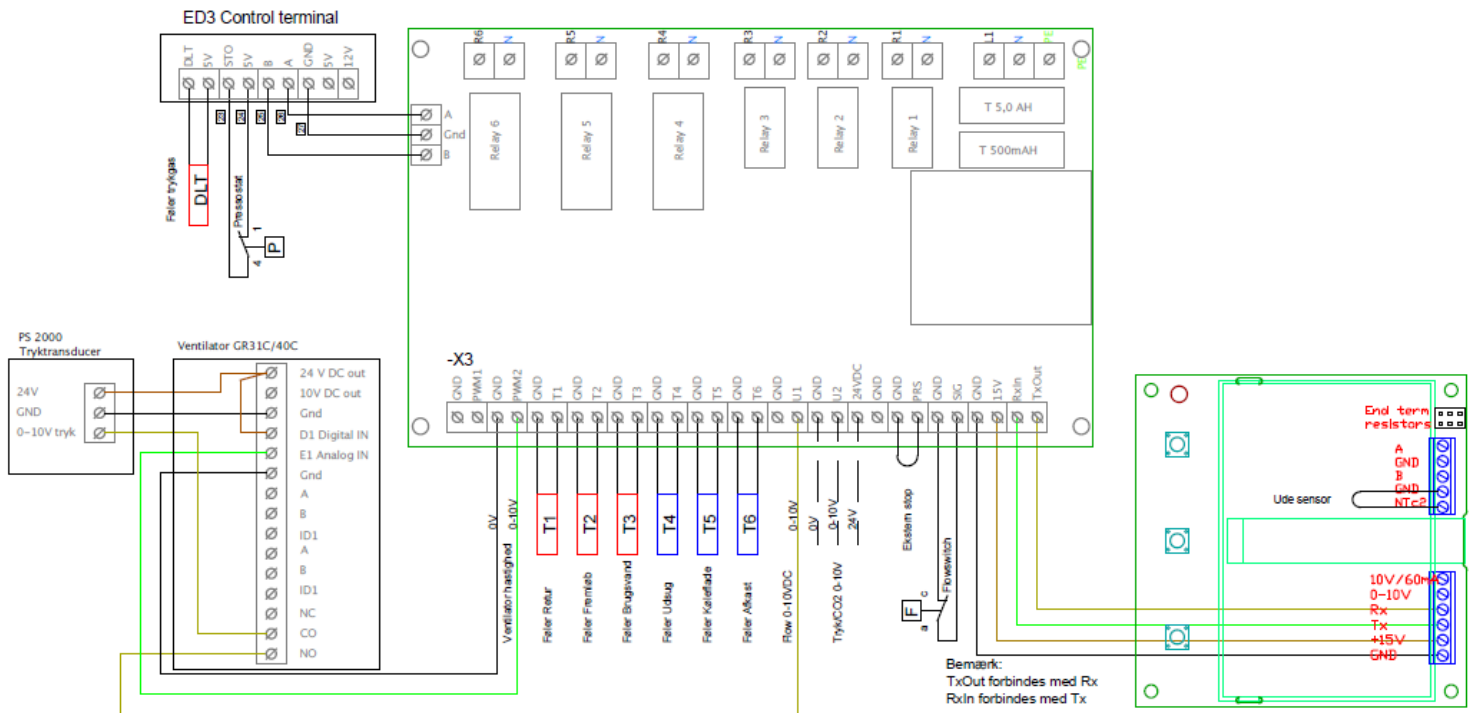 ED3 Control terminal
DLT
5V
STO
5V
B
A
GND
5V
12V
23
24
25
26
27
Føler trykgas
DLT
Pressostat
1
4
P
A
Gnd
B
R6
N
R5
N
R4
N
R3
N
R2
N
R1
N
L1
N
PE
PE
Relay 6
Relay 5
Relay 4
Relay 3
Relay 2
Relay 1
T 5,0 AH
T 500mAH
PS 2000
Tryktransducer
24V
GND
0-10V tryk
Ventilator GR31C/40C
24 V DC out
10V DC out
Gnd
D1 Digital IN
E1 Analog IN
Gnd
A
B
ID1
A
B
ID1
NC
CO
NO
-X3
GND
PWM1
GND
PWM2
GND
T1
GND
T2
GND
T3
GND
T4
GND
T5
GND
T6
GND
U1
GND
U2
24VDC
GND
GND
PRS
GND
SIG
GND
15V
RxIn
TxOut
0V
0-10V
Ventilator hastighed
T1
Føler Retur
T2
Føler Fremløb
T3
Føler Brugsvand
T4
Føler Udsug
T5
Føler Køleflade
T6
Føler Afkast
0-10V
Flow 0-10VDC
0V
0-10V
24V
Tryk/CO2 0-10V
Ekstern stop
F
c
a
Flowswitch
Bemærk:
TxOut forbindes med Rx
RxIn forbindes med Tx
End term
resistors
A
GND
B
GND
NTc2
Ude sensor
10V/60mA
0-10V
Rx
Tx
+15V
GND